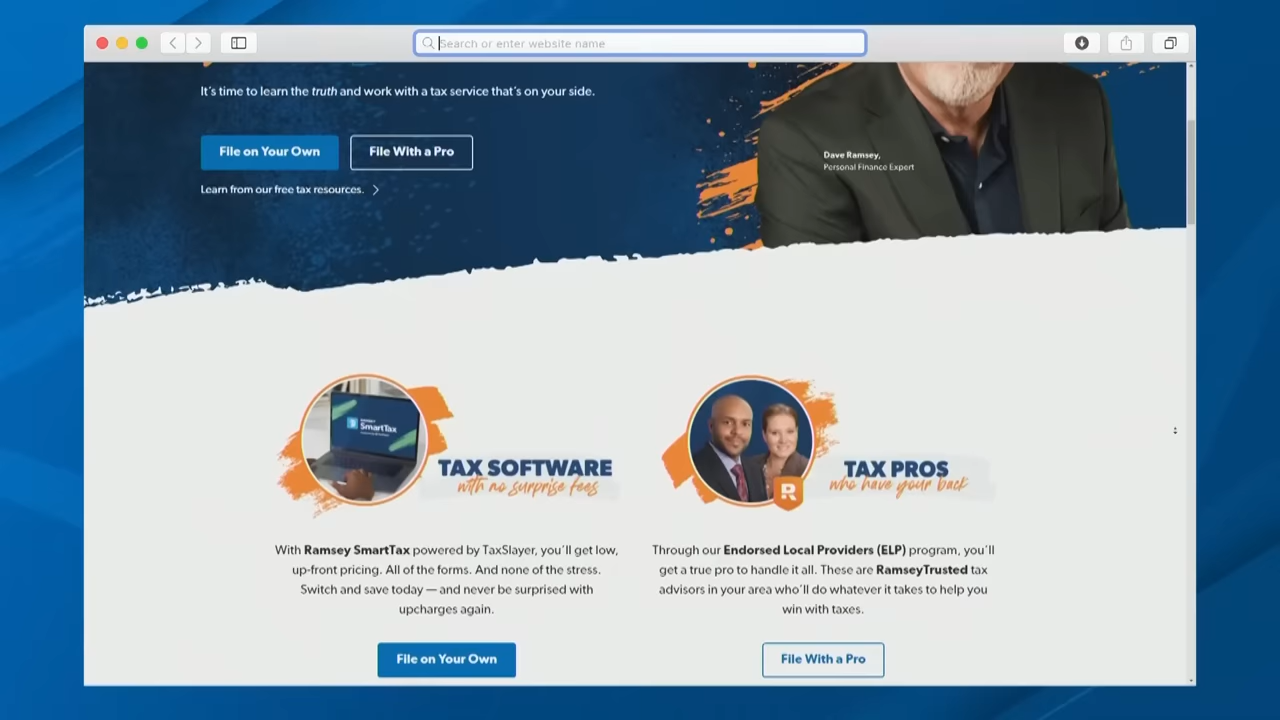 Search or enter website name
It's time to learn the truth and work with a tax service that's on your side.
File on Your Own
File With a Pro
Learn from our free tax resources.
Dave Ramsey,
Personal Finance Expert
SmartTax
TAX SOFTWARE
with no surprise fees
R
TAX PROS
who have your back
With Ramsey SmartTax powered by TaxSlayer, you'll get low,
up-front pricing. All of the forms. And none of the stress.
Switch and save today — and never be surprised with
upcharges again.
Through our Endorsed Local Providers (ELP) program, you'll
get a true pro to handle it all. These are RamseyTrusted tax
advisors in your area who'll do whatever it takes to help you
win with taxes.
File on Your Own
File With a Pro